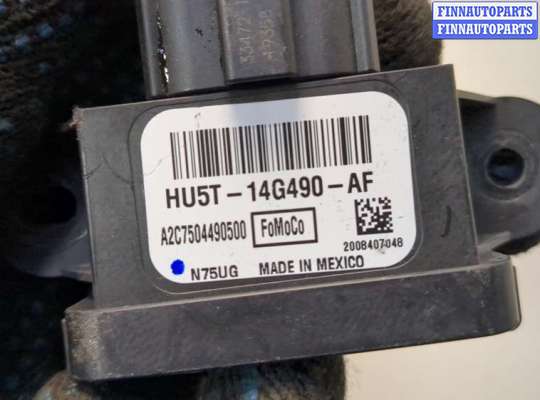 FINNAUTOPARTS
FINNAUTOPARTS
HU5T-14G490-AF
A2C7504490500 FoMoCo
2008407048
N75UG MADE IN MEXICO